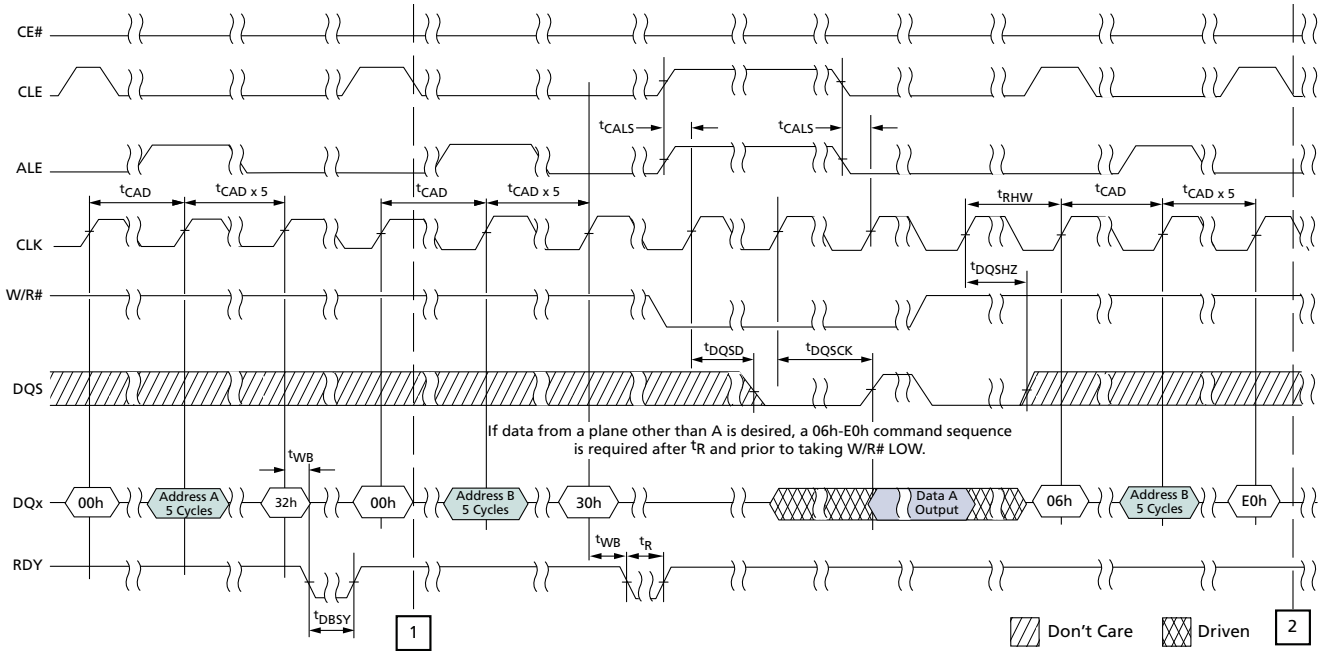 CE#
CLE
tCALS
tCALS
ALE
tCAD
tCAD x 5
tCAD
tCAD x 5
tRHW
tCAD
tCAD x 5
CLK
tDQSHZ
W/R#
tDQSD
tDQSCK
DQS
If data from a plane other than A is desired, a 06h-E0h command sequence
is required after tR and prior to taking W/R# LOW.
tWB
DQx
00h
Address A
5 Cycles
32h
00h
Address B
5 Cycles
30h
Data A
Output
06h
Address B
5 Cycles
E0h
tWB
tR
RDY
tDBSY
1
Don't Care
Driven
2